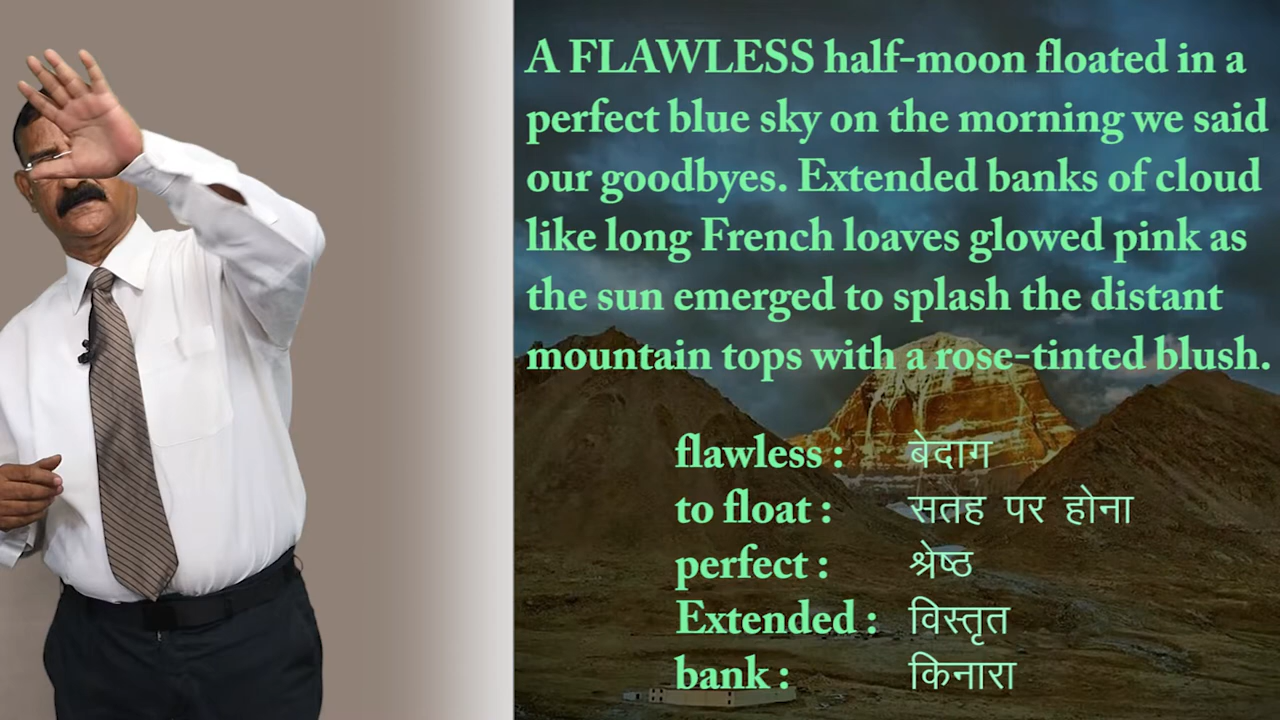 A FLAWLESS half-moon floated in a
perfect blue sky on the morning we said
our goodbyes. Extended banks of cloud
like long French loaves glowed pink as
the sun emerged to splash the distant
mountain tops with a rose-tinted blush.
flawless : बेदाग
to float : सतह पर होना
perfect : श्रेष्ठ
Extended : विस्तृत
bank : किनारा